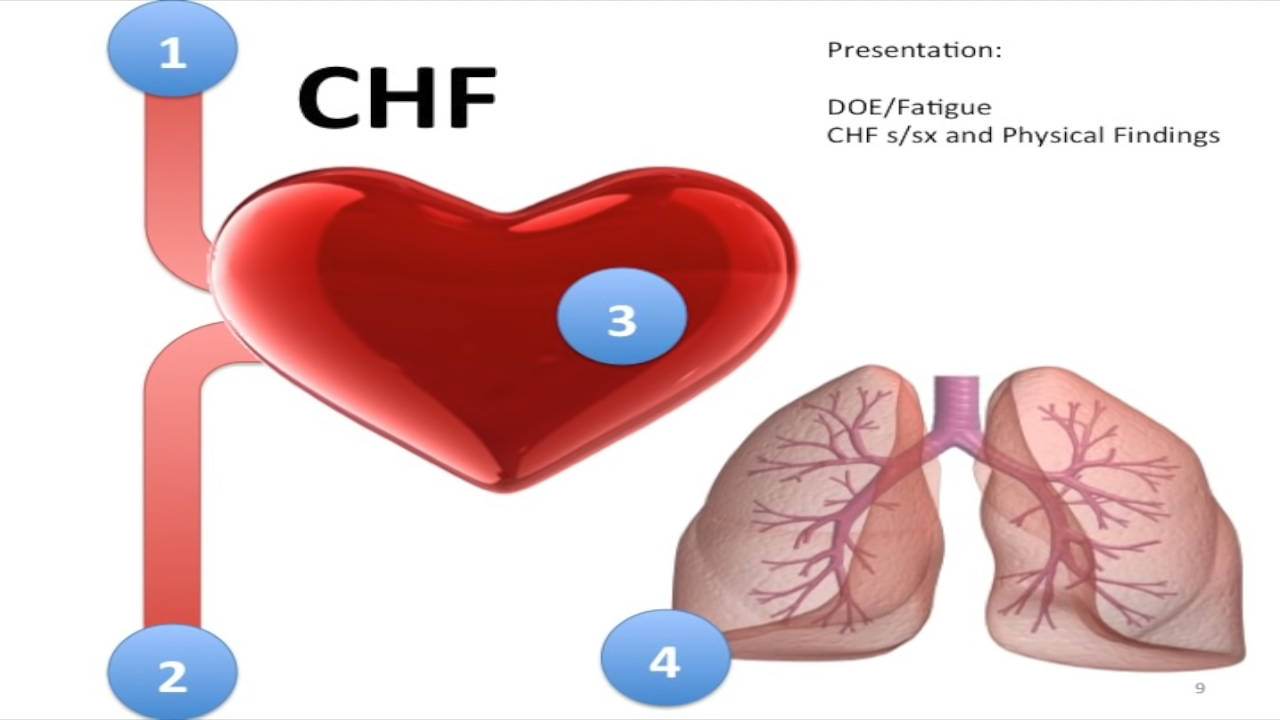 1
CHF
Presentation:
DOE/Fatigue
CHF s/sx and Physical Findings
3
4
2
9